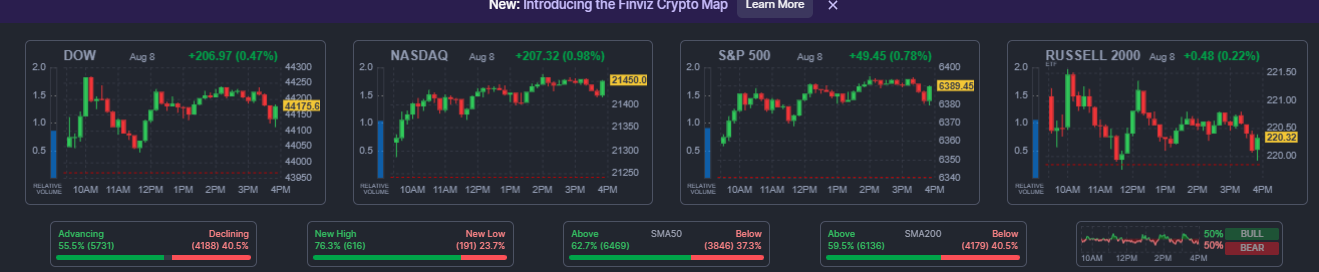 New: Introducing the Finviz Crypto Map Learn More ×
DOW Aug 8 +206.97 (0.47%)
2.0 1.5 1.0 0.5
44300 44250 44200 44175.6 44100 44050 44000 43950
RELATIVE VOLUME
10AM 11AM 12PM 1PM 2PM 3PM 4PM
NASDAQ Aug 8 +207.32 (0.98%)
2.0 1.5 1.0 0.5
21450.0 21400 21350 21300 21250
RELATIVE VOLUME
10AM 11AM 12PM 1PM 2PM 3PM 4PM
S&P 500 Aug 8 +49.45 (0.78%)
2.0 1.5 1.0 0.5
6400 6389.45 6380 6370 6360 6350 6340
RELATIVE VOLUME
10AM 11AM 12PM 1PM 2PM 3PM 4PM
RUSSELL 2000 Aug 8 +0.48 (0.22%)
ETF
2.0 1.5 1.0 0.5
221.50 221.00 220.50 220.32 220.00
RELATIVE VOLUME
10AM 11AM 12PM 1PM 2PM 3PM 4PM
Advancing Declining
55.5% (5731) (4188) 40.5%
New High New Low
76.3% (616) (191) 23.7%
Above SMA50 Below
62.7% (6469) (3846) 37.3%
Above SMA200 Below
59.5% (6136) (4179) 40.5%
50% BULL
50% BEAR
10AM 12PM 2PM 4PM